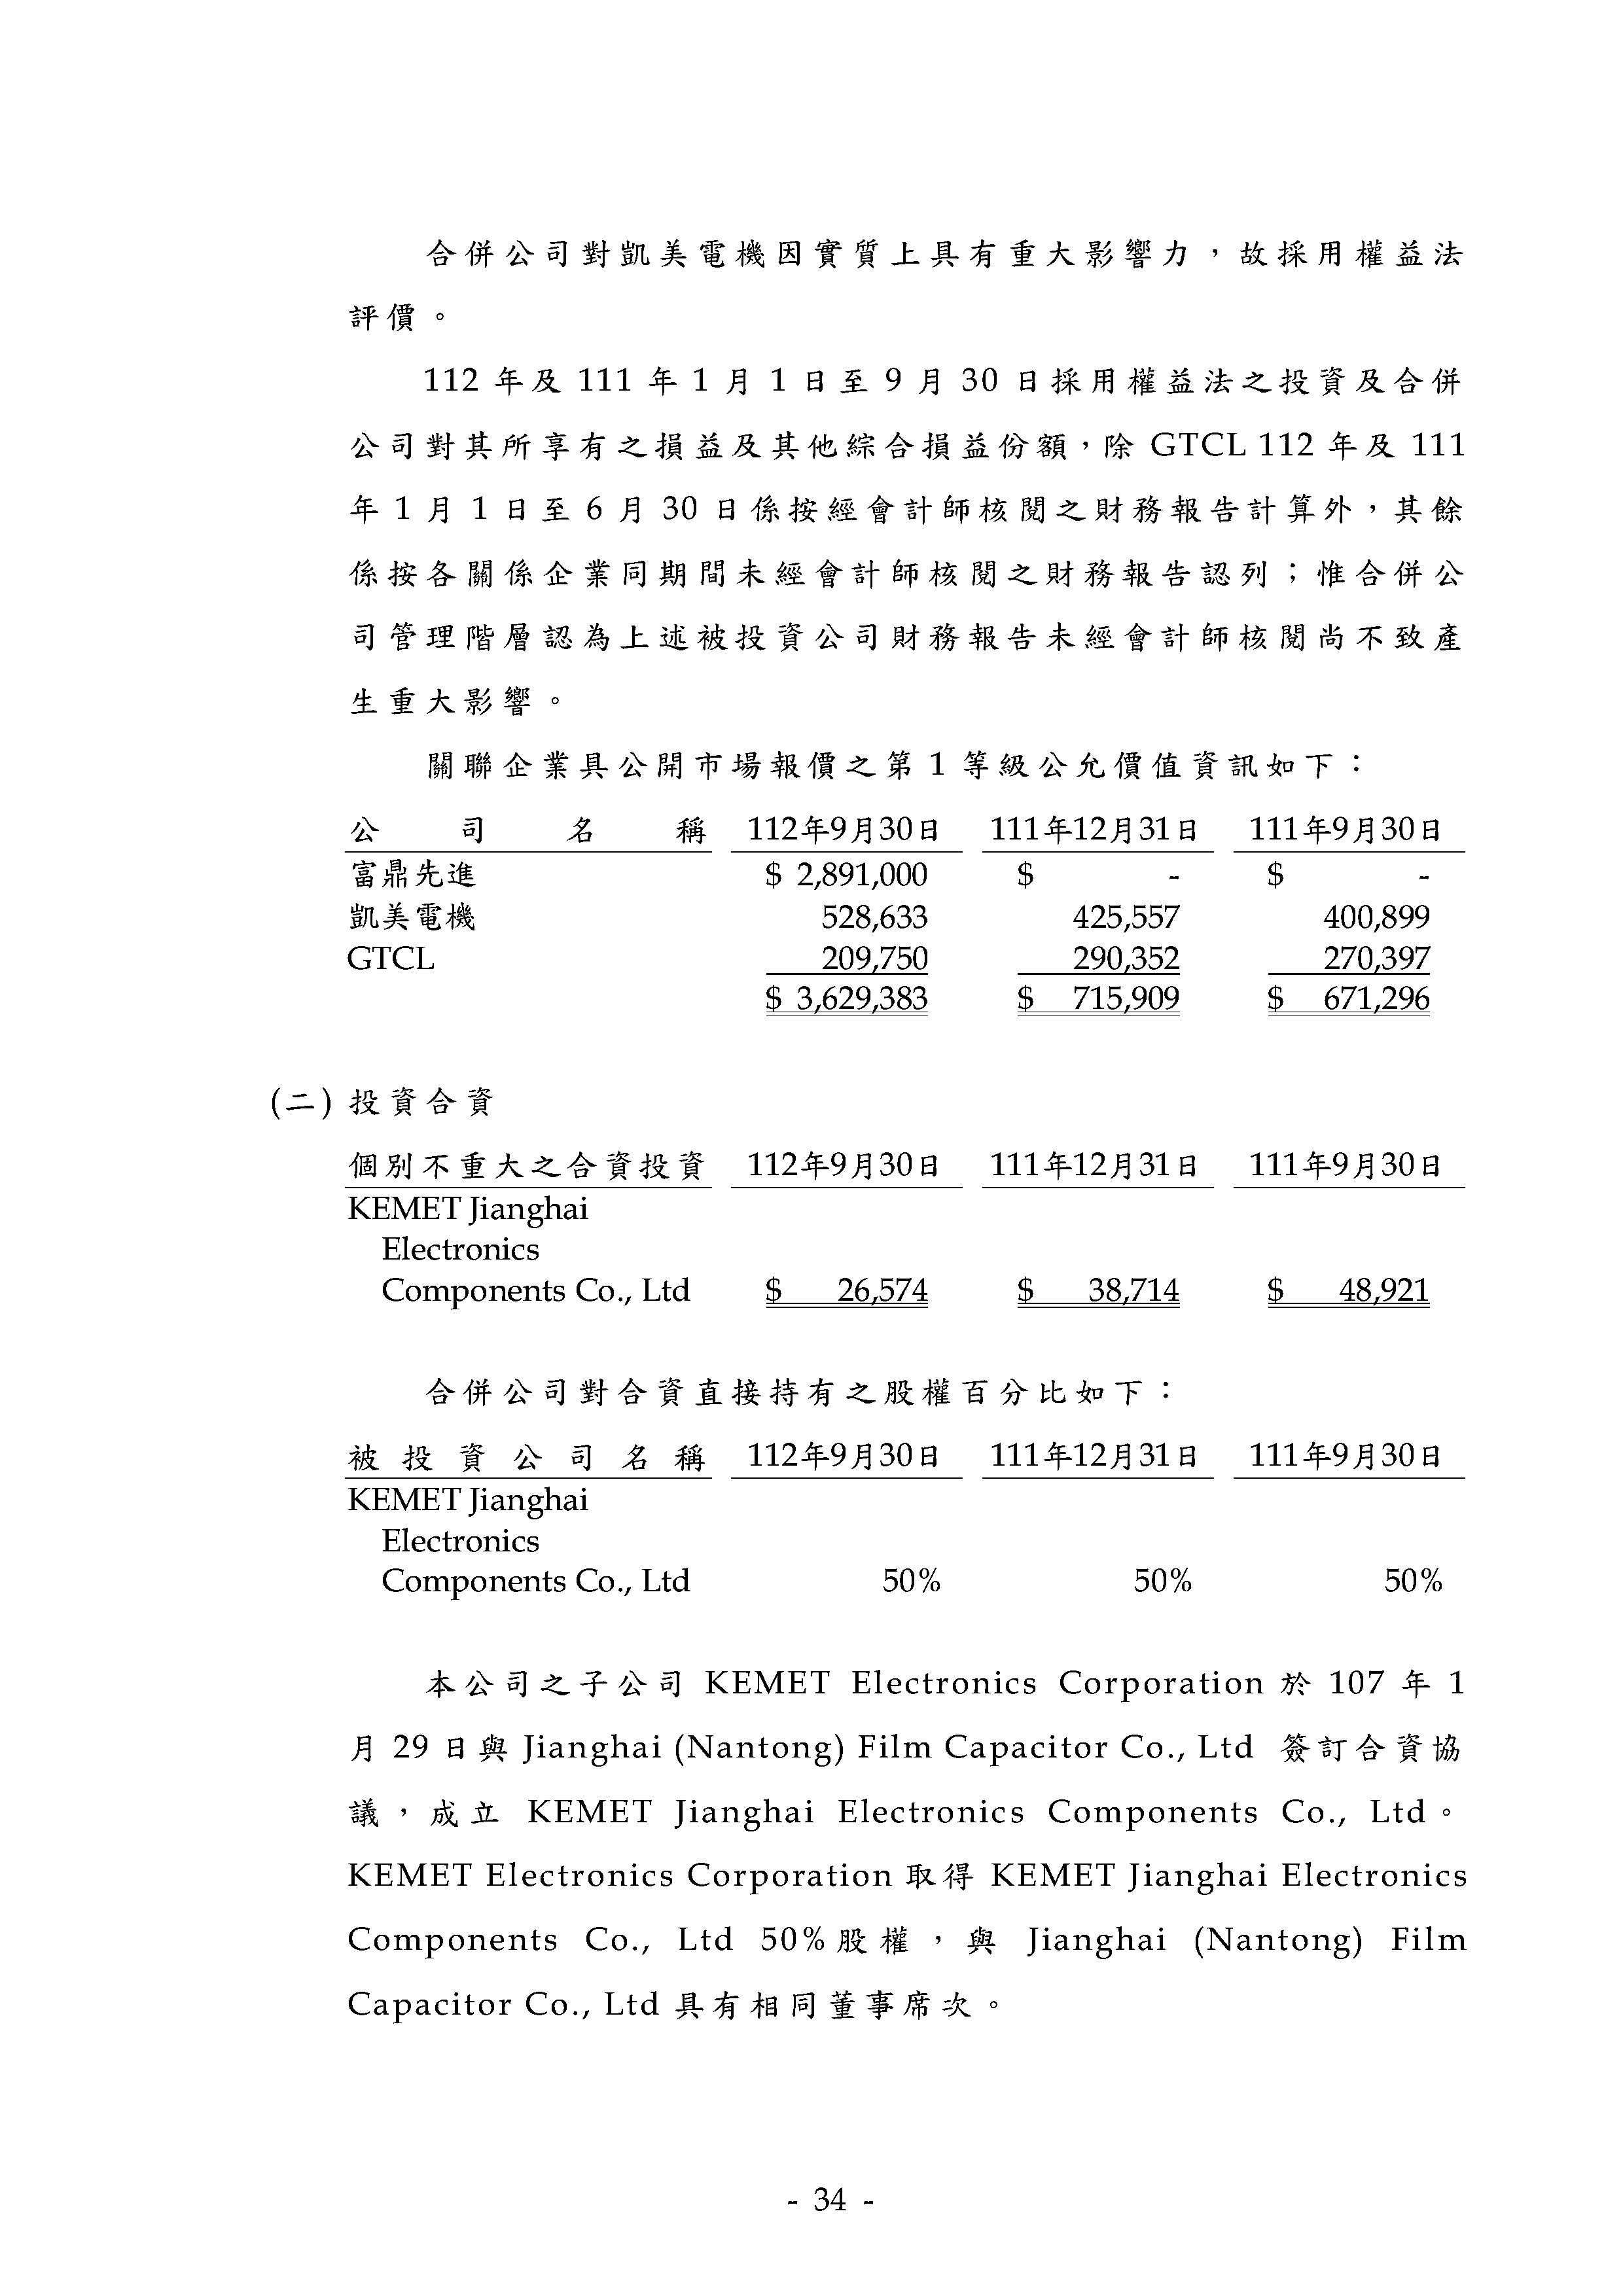 合併公司對凱美電機因實質上具有重大影響力，故採用權益法
評價。
112 年及 111 年 1 月 1 日至 9 月 30 日採用權益法之投資及合併
公司對其所享有之損益及其他綜合損益份額，除 GTCL 112 年及 111
年 1 月 1 日至 6 月 30 日係按經會計師核閱之財務報告計算外，其餘
係按各關係企業同期間未經會計師核閱之財務報告認列；惟合併公
司管理階層認為上述被投資公司財務報告未經會計師核閱尚不致產
生重大影響。
關聯企業具公開市場報價之第 1 等級公允價值資訊如下：
公司名稱 112年9月30日 111年12月31日 111年9月30日
富鼎先進 $ 2,891,000 $ - $ -
凱美電機 528,633 425,557 400,899
GTCL 209,750 290,352 270,397
$ 3,629,383 $ 715,909 $ 671,296
(二) 投資合資
個別不重大之合資投資 112年9月30日 111年12月31日 111年9月30日
KEMET Jianghai
Electronics
Components Co., Ltd $ 26,574 $ 38,714 $ 48,921
合併公司對合資直接持有之股權百分比如下：
被投資公司名稱 112年9月30日 111年12月31日 111年9月30日
KEMET Jianghai
Electronics
Components Co., Ltd 50% 50% 50%
本公司之子公司 KEMET Electronics Corporation 於 107 年 1
月 29 日與 Jianghai (Nantong) Film Capacitor Co., Ltd 簽訂合資協
議，成立 KEMET Jianghai Electronics Components Co., Ltd。
KEMET Electronics Corporation 取得 KEMET Jianghai Electronics
Components Co., Ltd 50%股權，與 Jianghai (Nantong) Film
Capacitor Co., Ltd 具有相同董事席次。
- 34 -